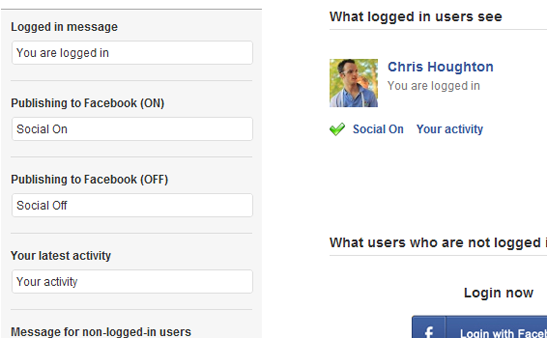 Logged in message
You are logged in
Publishing to Facebook (ON)
Social On
Publishing to Facebook (OFF)
Social Off
Your latest activity
Your activity
Message for non-logged-in users
What logged in users see
Chris Houghton
You are logged in
Social On Your activity
What users who are not logged i
Login now
f Login with Faceb